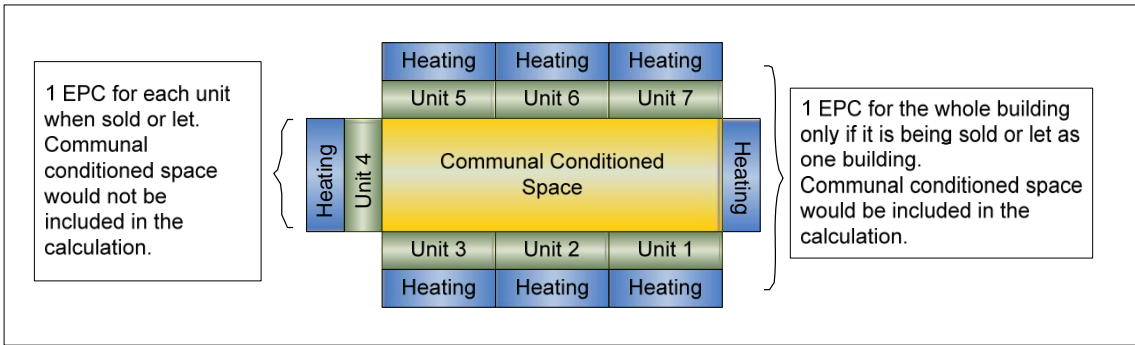 1 EPC for each unit
when sold or let.
Communal
conditioned space
would not be
included in the
calculation.
Heating Heating Heating
Unit 5 Unit 6 Unit 7
Heating
Unit 4
Communal Conditioned
Space
Heating
Unit 3 Unit 2 Unit 1
Heating Heating Heating
1 EPC for the whole building
only if it is being sold or let as
one building.
Communal conditioned space
would be included in the
calculation.